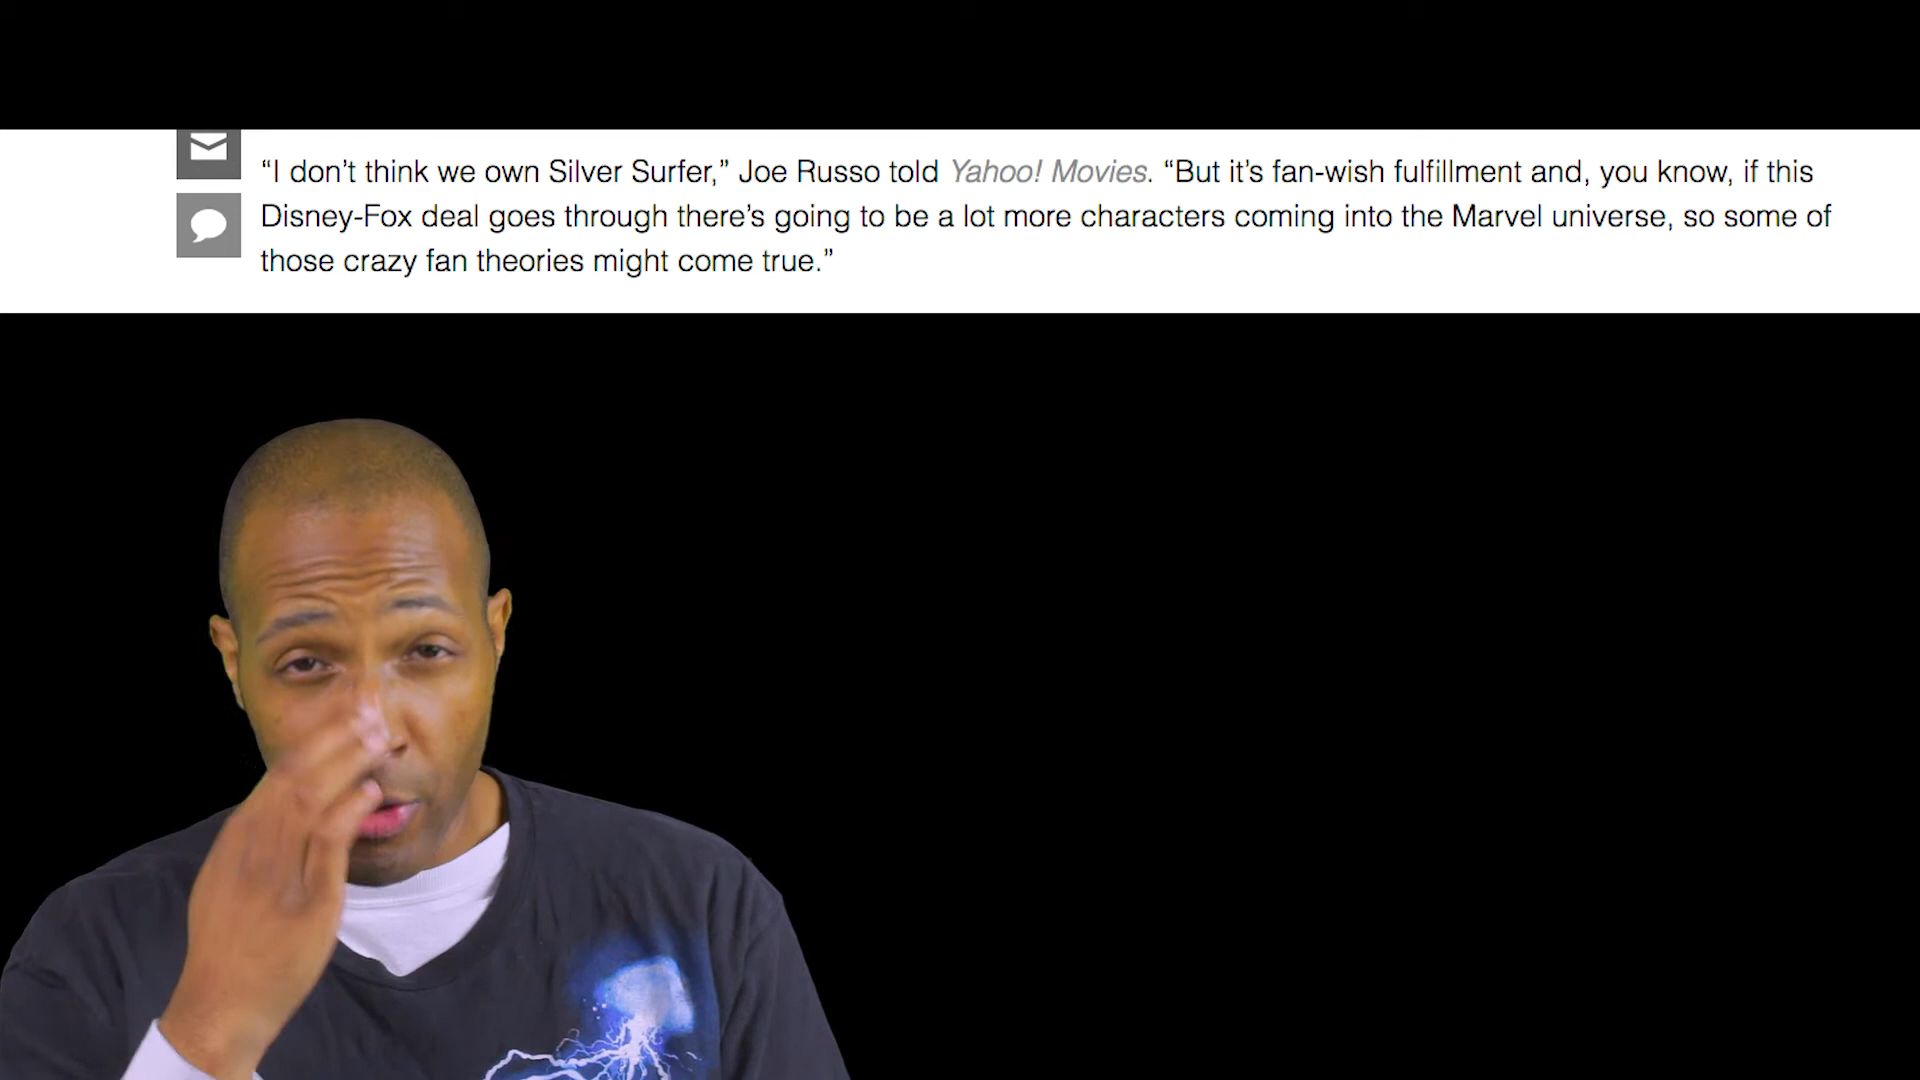 “I don’t think we own Silver Surfer,” Joe Russo told Yahoo! Movies. “But it’s fan-wish fulfillment and, you know, if this
Disney-Fox deal goes through there’s going to be a lot more characters coming into the Marvel universe, so some of
those crazy fan theories might come true.”